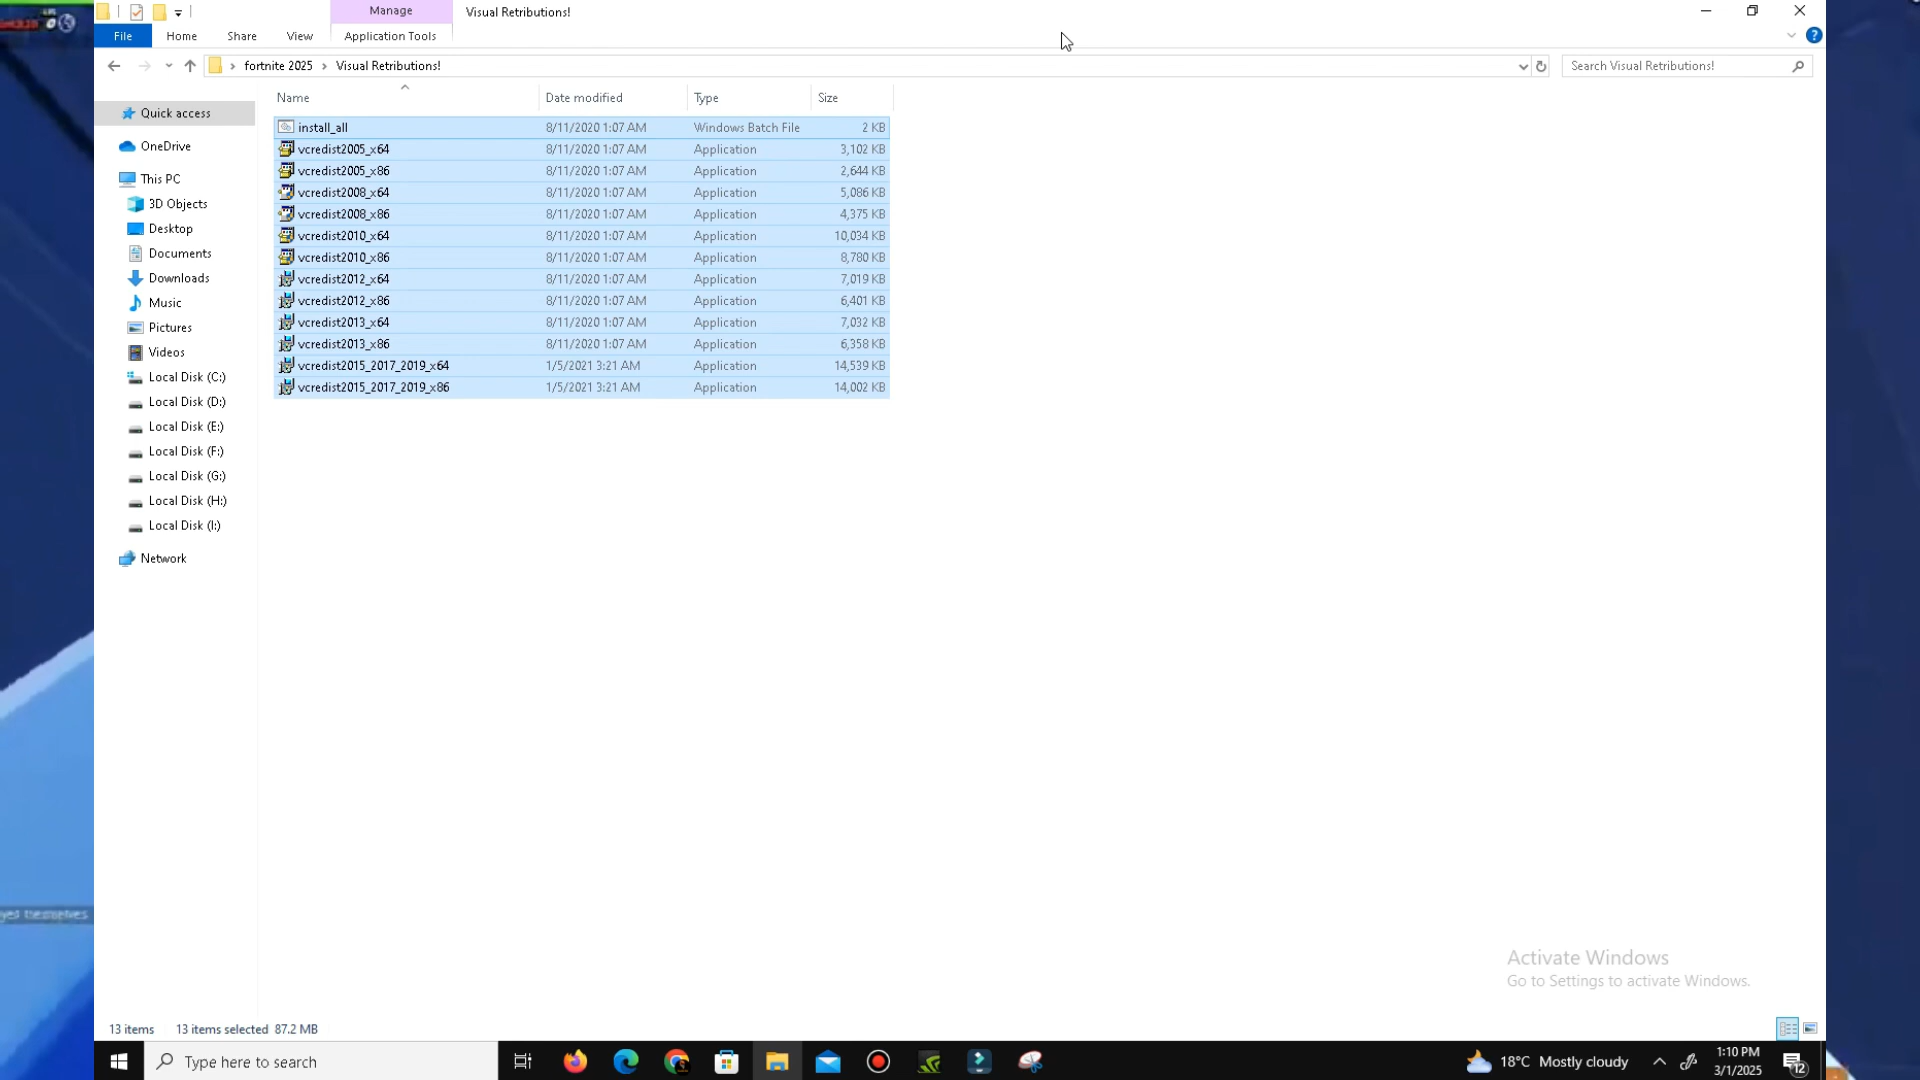 Manage
Visual Retributions!
File
Home
Share
View
Application Tools
fortnite 2025
Visual Retributions!
Search Visual Retributions!
Name
Date modified
Type
Size
Quick access
OneDrive
This PC
3D Objects
Desktop
Documents
Downloads
Music
Pictures
Videos
Local Disk (C:)
Local Disk (D:)
Local Disk (E:)
Local Disk (F:)
Local Disk (G:)
Local Disk (H:)
Local Disk (I:)
Network
install_all 8/11/2020 1:07 AM Windows Batch File 2 KB
vcredist2005_x64 8/11/2020 1:07 AM Application 3,102 KB
vcredist2005_x86 8/11/2020 1:07 AM Application 2,644 KB
vcredist2008_x64 8/11/2020 1:07 AM Application 5,086 KB
vcredist2008_x86 8/11/2020 1:07 AM Application 4,375 KB
vcredist2010_x64 8/11/2020 1:07 AM Application 10,034 KB
vcredist2010_x86 8/11/2020 1:07 AM Application 8,780 KB
vcredist2012_x64 8/11/2020 1:07 AM Application 7,019 KB
vcredist2012_x86 8/11/2020 1:07 AM Application 6,401 KB
vcredist2013_x64 8/11/2020 1:07 AM Application 7,032 KB
vcredist2013_x86 8/11/2020 1:07 AM Application 6,358 KB
vcredist2015_2017_2019_x64 1/5/2021 3:21 AM Application 14,539 KB
vcredist2015_2017_2019_x86 1/5/2021 3:21 AM Application 14,002 KB
themselves
Activate Windows
Go to Settings to activate Windows.
13 items 13 items selected 87.2 MB
Type here to search
18°C Mostly cloudy
1:10 PM
3/1/2025
12